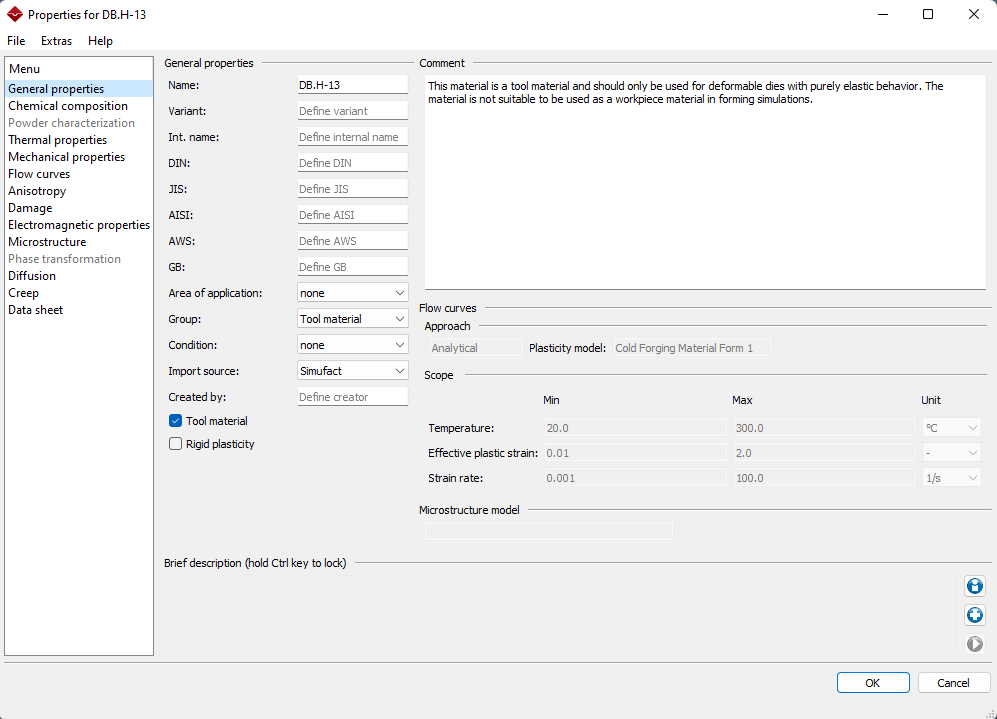 Properties for DB.H-13
File Extras Help
Menu
General properties
Chemical composition
Powder characterization
Thermal properties
Mechanical properties
Flow curves
Anisotropy
Damage
Electromagnetic properties
Microstructure
Phase transformation
Diffusion
Creep
Data sheet
General properties
Name: DB.H-13
Variant: Define variant
Int. name: Define internal name
DIN: Define DIN
JIS: Define JIS
AISI: Define AISI
AWS: Define AWS
GB: Define GB
Area of application: none
Group: Tool material
Condition: none
Import source: Simufact
Created by: Define creator
Tool material
Rigid plasticity
Comment
This material is a tool material and should only be used for deformable dies with purely elastic behavior. The
material is not suitable to be used as a workpiece material in forming simulations.
Flow curves
Approach
Analytical Plasticity model: Cold Forging Material Form 1
Scope
Min Max Unit
Temperature: 20.0 300.0 °C
Effective plastic strain: 0.01 2.0 -
Strain rate: 0.001 100.0 1/s
Microstructure model
Brief description (hold Ctrl key to lock)
OK Cancel